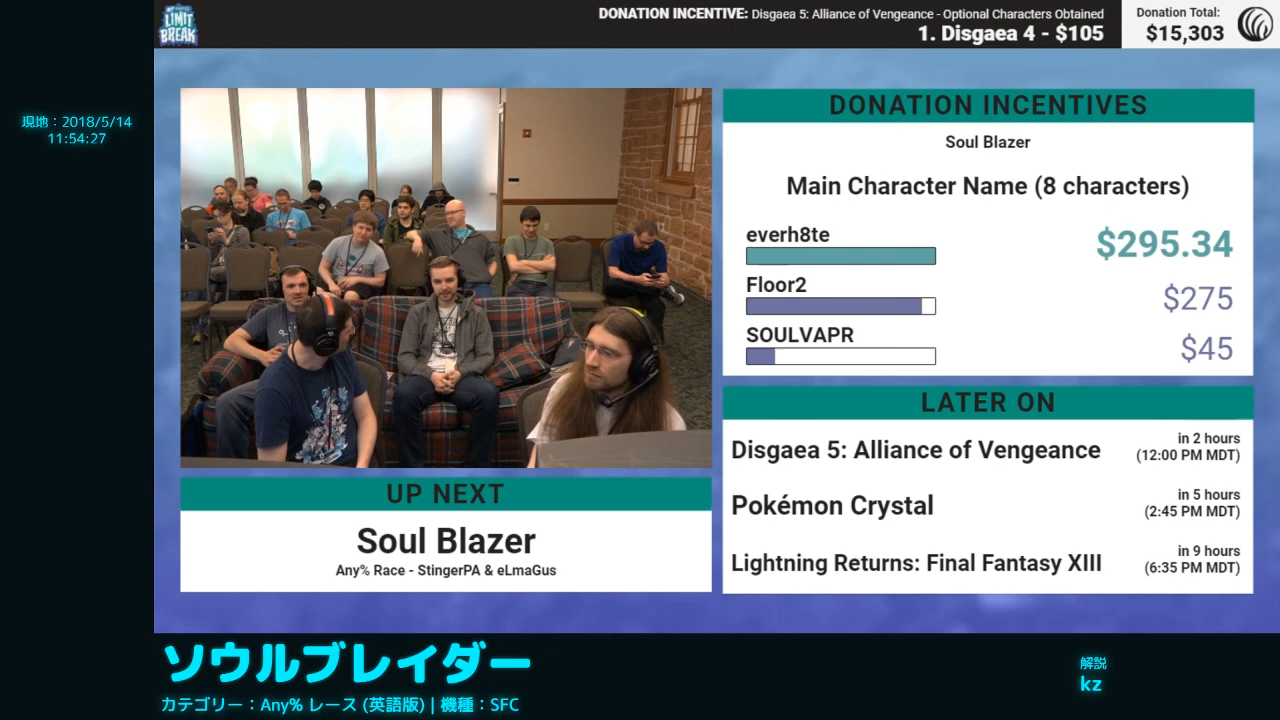 LIMIT
BREAK
DONATION INCENTIVE: Disgaea 5: Alliance of Vengeance - Optional Characters Obtained
1. Disgaea 4 - $105
Donation Total:
$15,303
現地：2018/5/14
11:54:27
DONATION INCENTIVES
Soul Blazer
Main Character Name (8 characters)
everh8te
$295.34
Floor2
$275
SOULVAPR
$45
UP NEXT
Soul Blazer
Any% Race - StingerPA & eLmaGus
LATER ON
Disgaea 5: Alliance of Vengeance
in 2 hours
(12:00 PM MDT)
Pokémon Crystal
in 5 hours
(2:45 PM MDT)
Lightning Returns: Final Fantasy XIII
in 9 hours
(6:35 PM MDT)
ソウルブレイダー
カテゴリー：Any% レース (英語版) | 機種：SFC
解説
kz